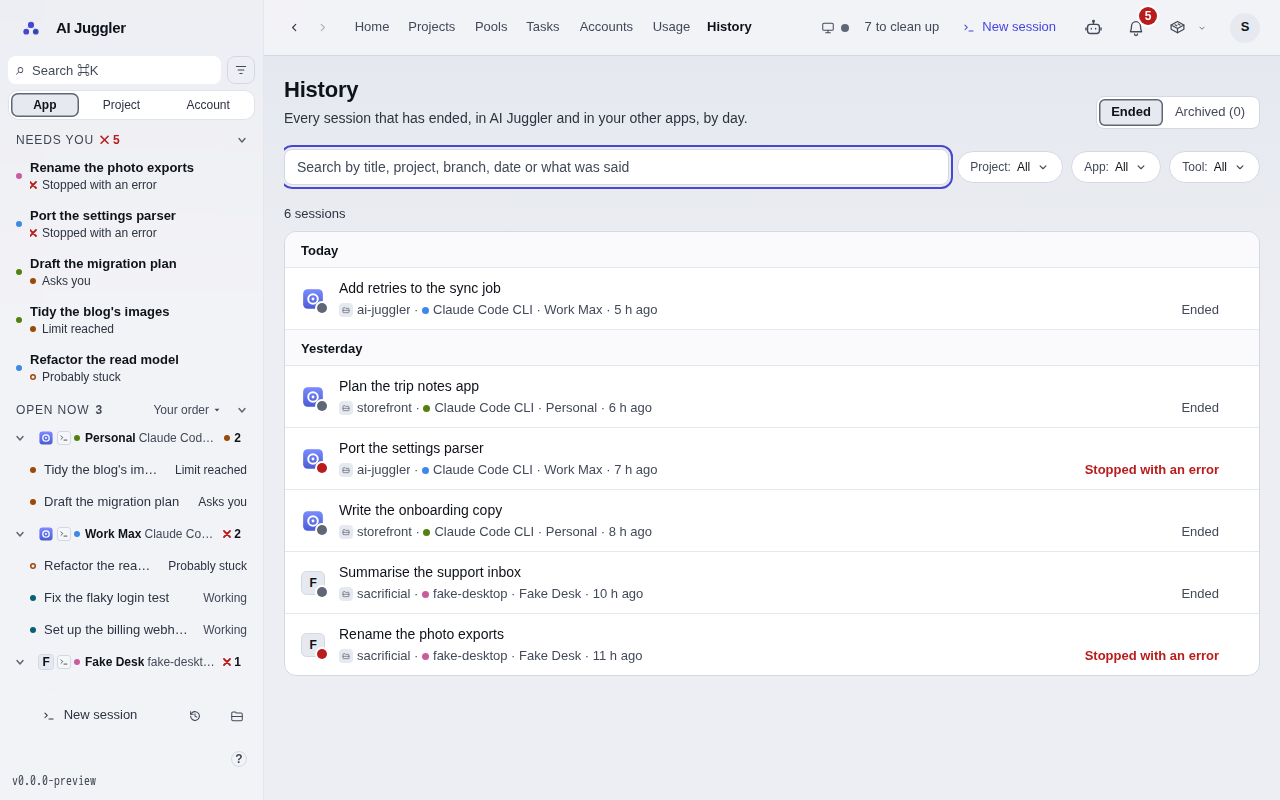 AI Juggler
Search ⌘K
App Project Account
NEEDS YOU 5
Rename the photo exports
Stopped with an error
Port the settings parser
Stopped with an error
Draft the migration plan
Asks you
Tidy the blog's images
Limit reached
Refactor the read model
Probably stuck
OPEN NOW 3 Your order
Personal Claude Cod… 2
Tidy the blog's im… Limit reached
Draft the migration plan Asks you
Work Max Claude Co… 2
Refactor the rea… Probably stuck
Fix the flaky login test Working
Set up the billing webh… Working
F Fake Desk fake-deskt… 1
New session
?
v0.0.0-preview
Home Projects Pools Tasks Accounts Usage History 7 to clean up New session 5 S
History
Every session that has ended, in AI Juggler and in your other apps, by day.
Ended Archived (0)
Search by title, project, branch, date or what was said
Project: All App: All Tool: All
6 sessions
Today
Add retries to the sync job
ai-juggler · Claude Code CLI · Work Max · 5 h ago Ended
Yesterday
Plan the trip notes app
storefront · Claude Code CLI · Personal · 6 h ago Ended
Port the settings parser
ai-juggler · Claude Code CLI · Work Max · 7 h ago Stopped with an error
Write the onboarding copy
storefront · Claude Code CLI · Personal · 8 h ago Ended
F Summarise the support inbox
sacrificial · fake-desktop · Fake Desk · 10 h ago Ended
F Rename the photo exports
sacrificial · fake-desktop · Fake Desk · 11 h ago Stopped with an error